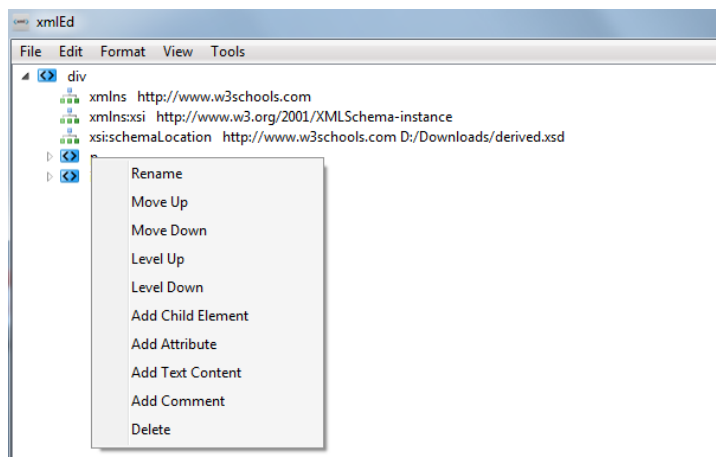 xmlEd
File Edit Format View Tools
div
xmlns http://www.w3schools.com
xmlns:xsi http://www.w3.org/2001/XMLSchema-instance
xsi:schemaLocation http://www.w3schools.com D:/Downloads/derived.xsd
Rename
Move Up
Move Down
Level Up
Level Down
Add Child Element
Add Attribute
Add Text Content
Add Comment
Delete